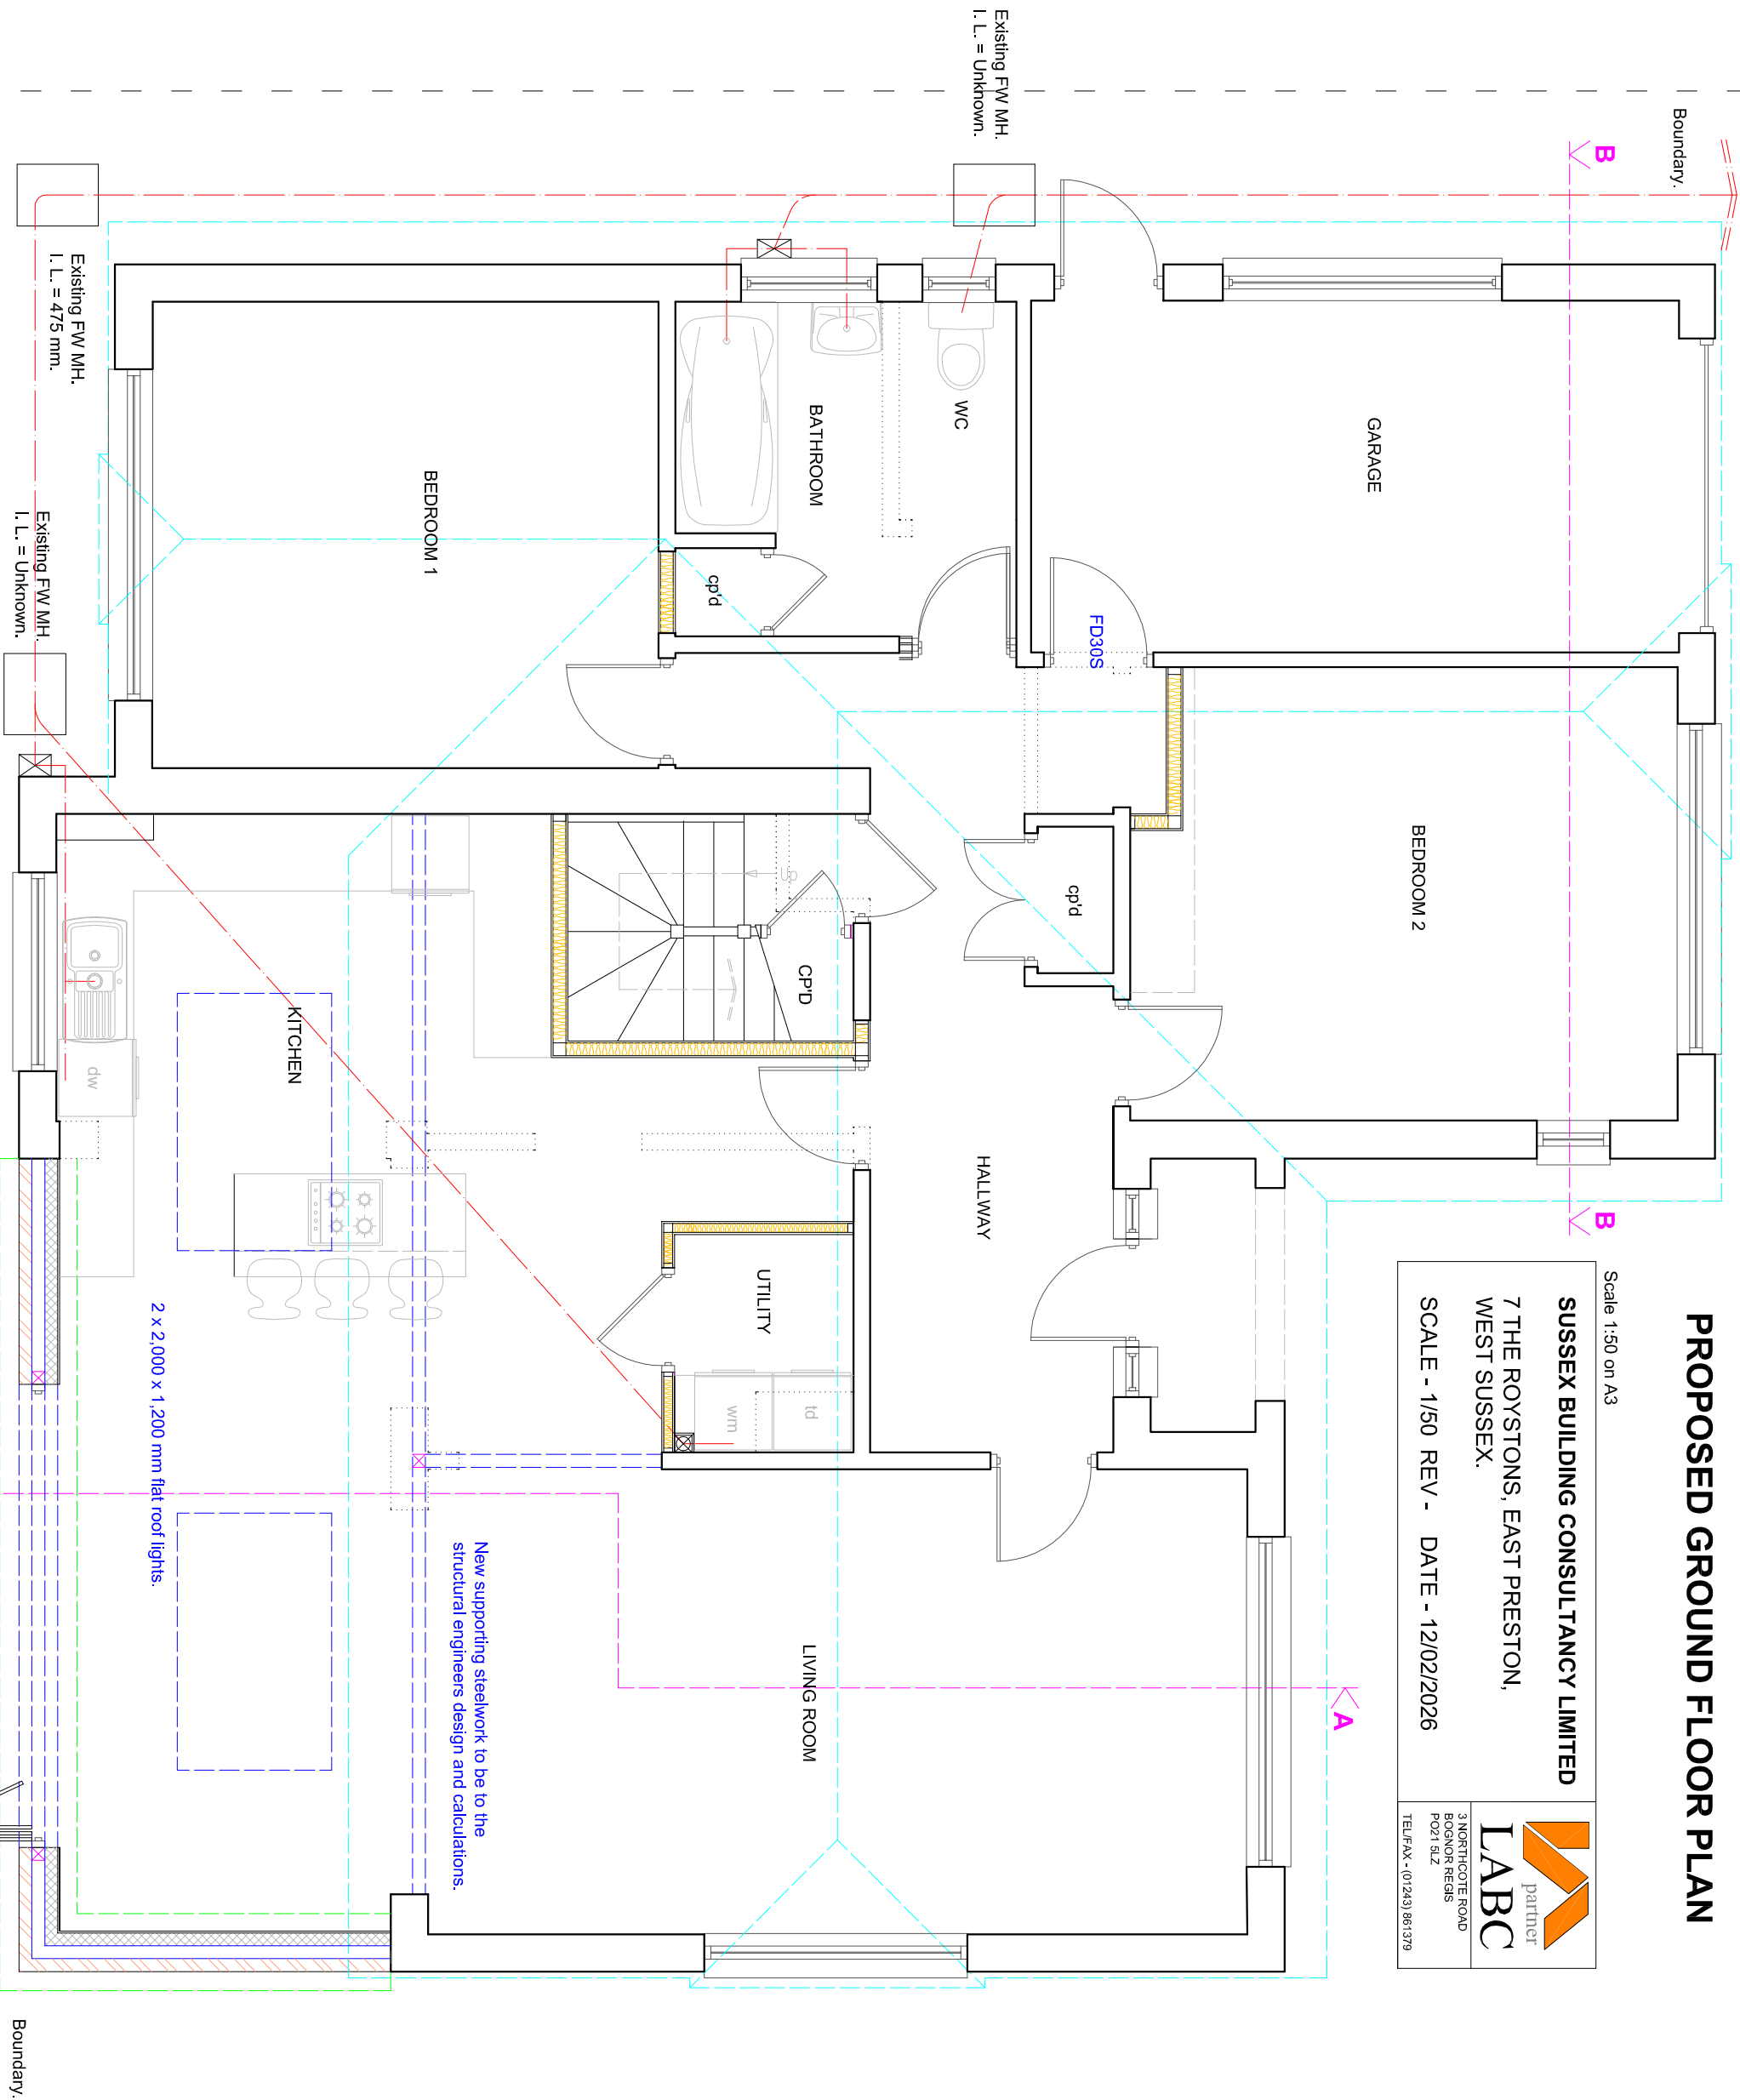 PROPOSED GROUND FLOOR PLAN
Scale 1:50 on A3
SUSSEX BUILDING CONSULTANCY LIMITED
7 THE ROYSTONS, EAST PRESTON,
WEST SUSSEX.
SCALE - 1/50 REV - DATE - 12/02/2026
partner
LABC
3 NORTHCOTE ROAD
BOGNOR REGIS
PO21 5LZ
TEL/FAX - (01243) 861379
Boundary.
B
B
A
GARAGE
BEDROOM 2
FD30S
cp'd
Existing FW MH.
I. L. = Unknown.
WC
HALLWAY
BATHROOM
CP'D
UTILITY
LIVING ROOM
up
td
wm
cp'd
BEDROOM 1
New supporting steelwork to be to the
structural engineers design and calculations.
KITCHEN
2 x 2,000 x 1,200 mm flat roof lights.
dw
Existing FW MH.
I. L. = 475 mm.
Existing FW MH.
I. L. = Unknown.
Boundary.